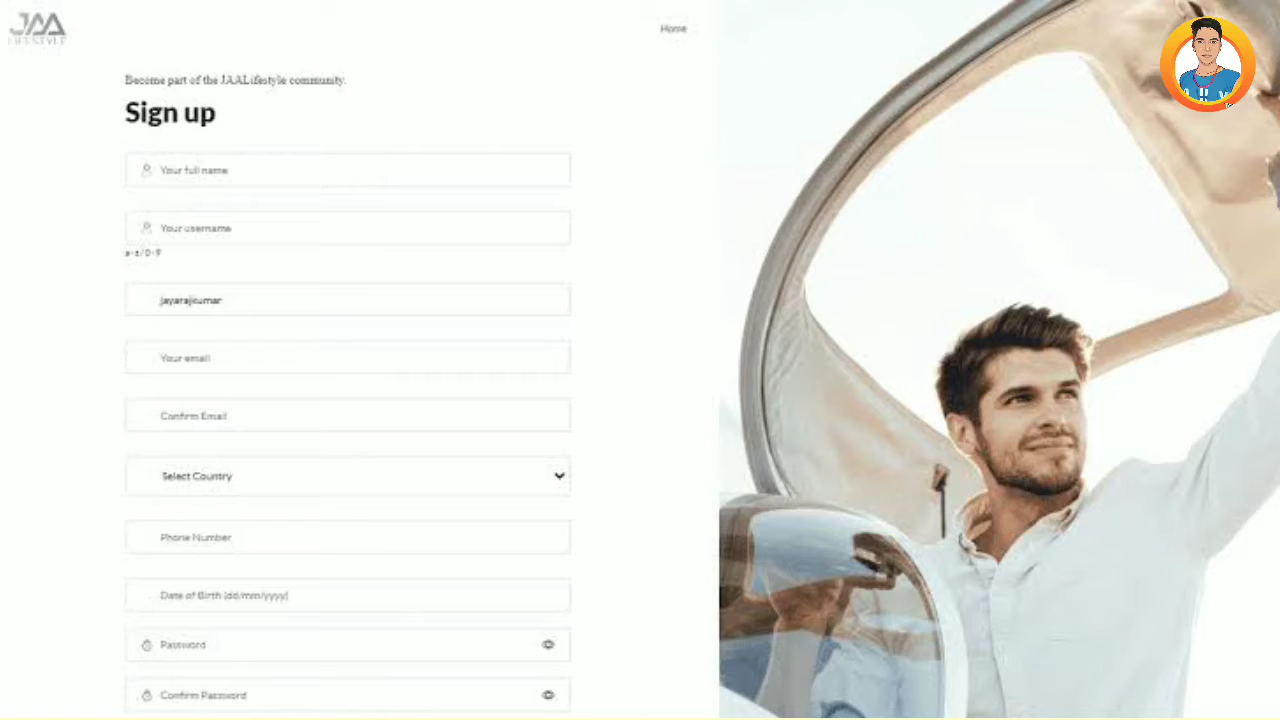 JAA
LIFESTYLE
Home
Become part of the JAALifestyle community.
Sign up
Your full name
Your username
a-z/0-9
jayarajkumar
Your email
Confirm Email
Select Country
Phone Number
Date of Birth (dd/mm/yyyy)
Password
Confirm Password